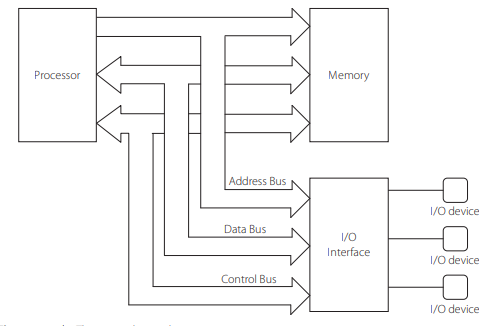 Processor
Memory
Address Bus
Data Bus
Control Bus
I/O
Interface
I/O device
I/O device
I/O device